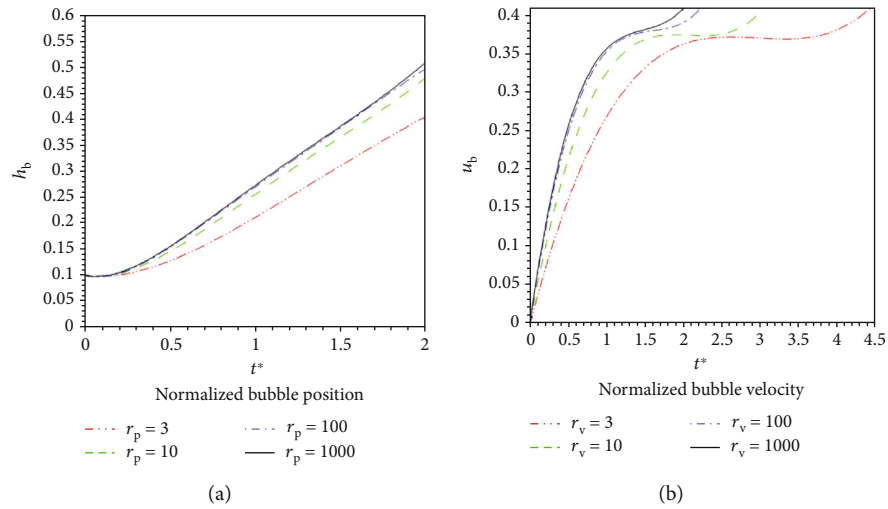 0.6
0.55
0.5
0.45
0.4
0.35
0.3
0.25
0.2
0.15
0.1
0.05
0
h_b
0 0.5 1 1.5 2
t*
Normalized bubble position
r_p = 3 r_p = 100
r_p = 10 r_p = 1000
(a)
0.4
0.35
0.3
0.25
0.2
0.15
0.1
0.05
0
u_b
0 0.5 1 1.5 2 2.5 3 3.5 4 4.5
t*
Normalized bubble velocity
r_v = 3 r_v = 100
r_v = 10 r_v = 1000
(b)